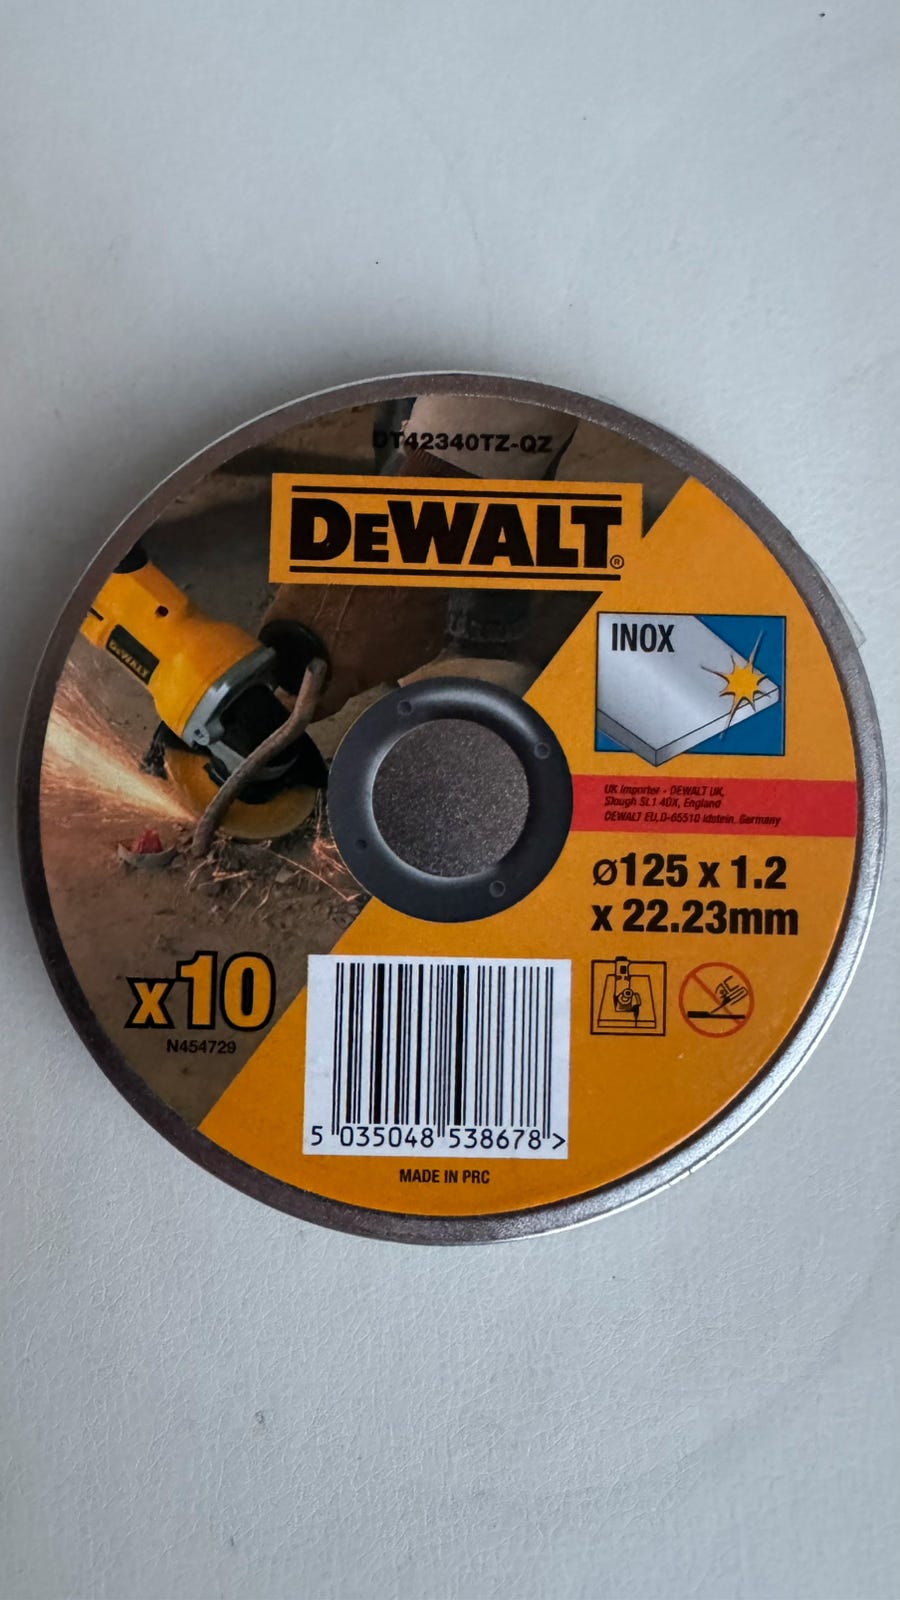 DT42340TZ-QZ
DEWALT®
DEWALT
INOX
UK Importer - DEWALT UK,
Slough SL1 4DX, England
DEWALT EU,D-65510 Idstein, Germany
ø125 x 1.2
x 22.23mm
x10
N454729
5 035048 538678 >
MADE IN PRC